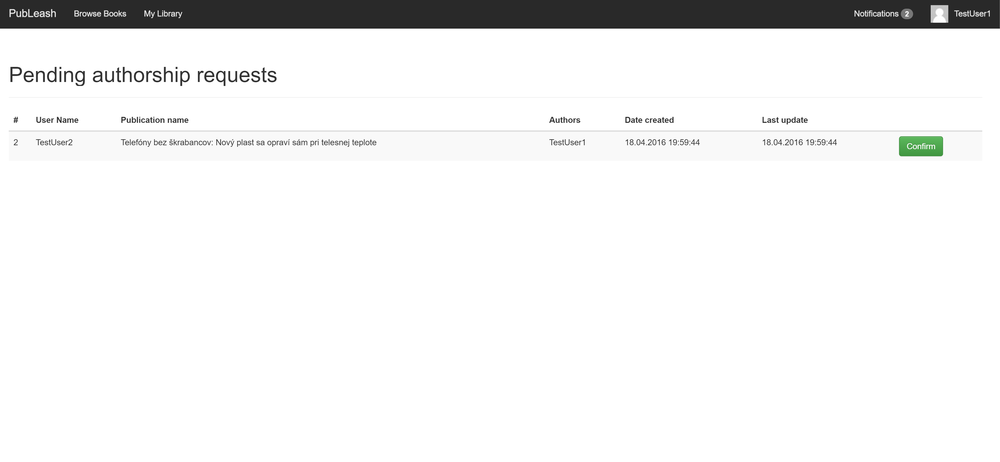 PubLeash Browse Books My Library Notifications 2 TestUser1
Pending authorship requests
# User Name Publication name Authors Date created Last update
2 TestUser2 Telefóny bez škrabancov: Nový plast sa opraví sám pri telesnej teplote TestUser1 18.04.2016 19:59:44 18.04.2016 19:59:44 Confirm